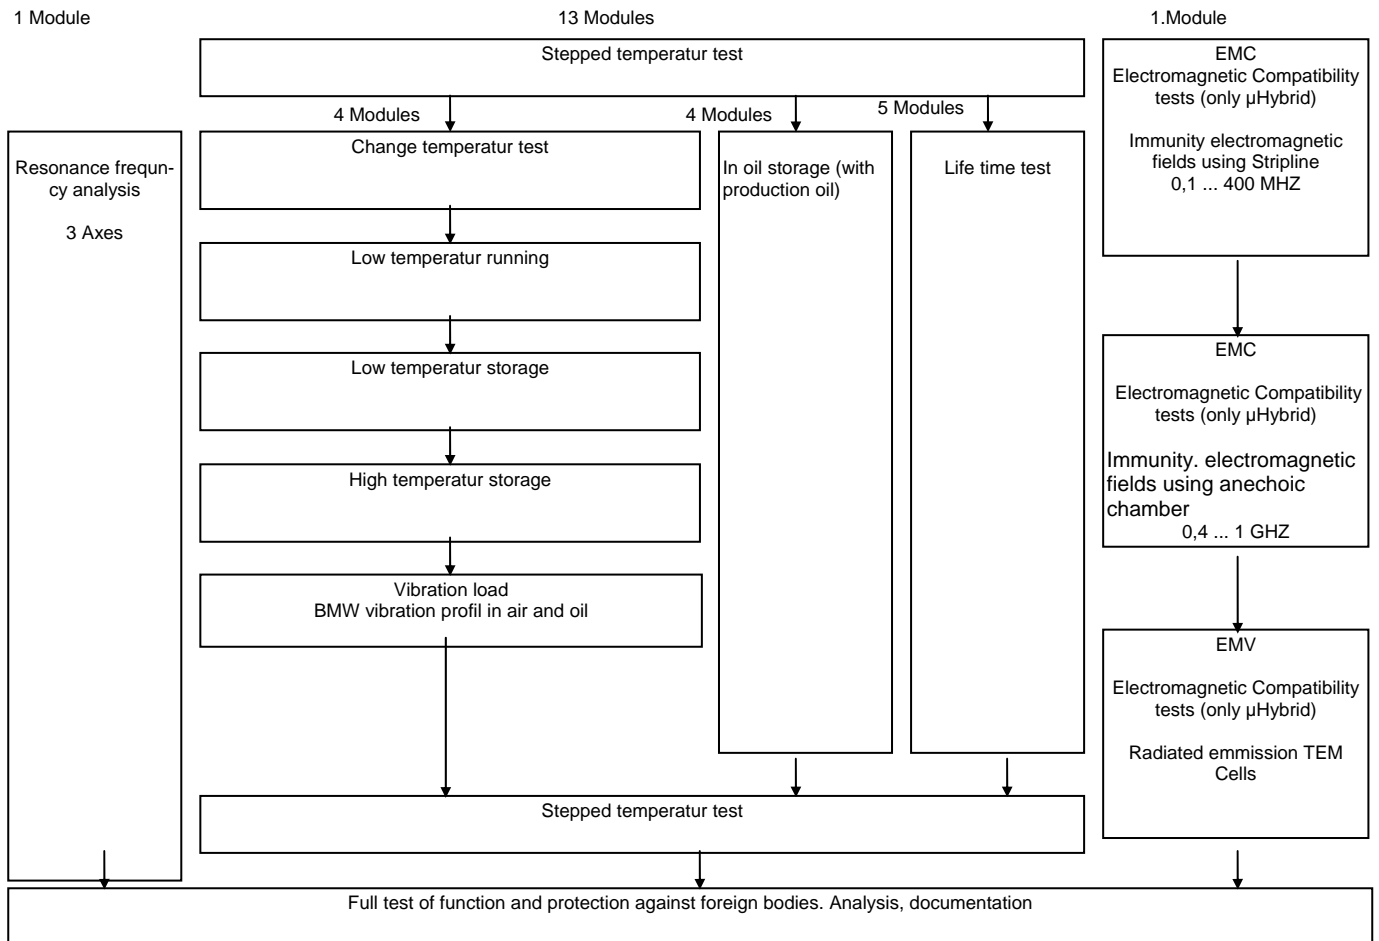 1 Module
13 Modules
1.Module
Stepped temperatur test
4 Modules
4 Modules
5 Modules
Resonance frequn-
cy analysis
3 Axes
Change temperatur test
Low temperatur running
Low temperatur storage
High temperatur storage
Vibration load
BMW vibration profil in air and oil
In oil storage (with
production oil)
Life time test
Stepped temperatur test
EMC
Electromagnetic Compatibility
tests (only µHybrid)
Immunity electromagnetic
fields using Stripline
0,1 ... 400 MHZ
EMC
Electromagnetic Compatibility
tests (only µHybrid)
Immunity. electromagnetic
fields using anechoic
chamber
0,4 ... 1 GHZ
EMV
Electromagnetic Compatibility
tests (only µHybrid)
Radiated emmission TEM
Cells
Full test of function and protection against foreign bodies. Analysis, documentation